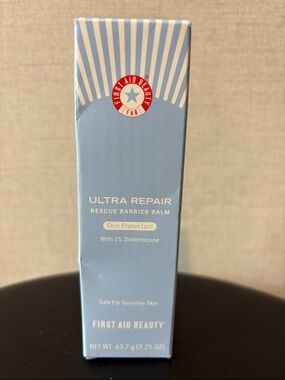 FIRST AID BEAUTY
FAB
ULTRA REPAIR
RESCUE BARRIER BALM
Skin Protectant
With 1% Dimethicone
Safe For Sensitive Skin
FIRST AID BEAUTY
NET WT. 63.7 g (2.25 OZ)